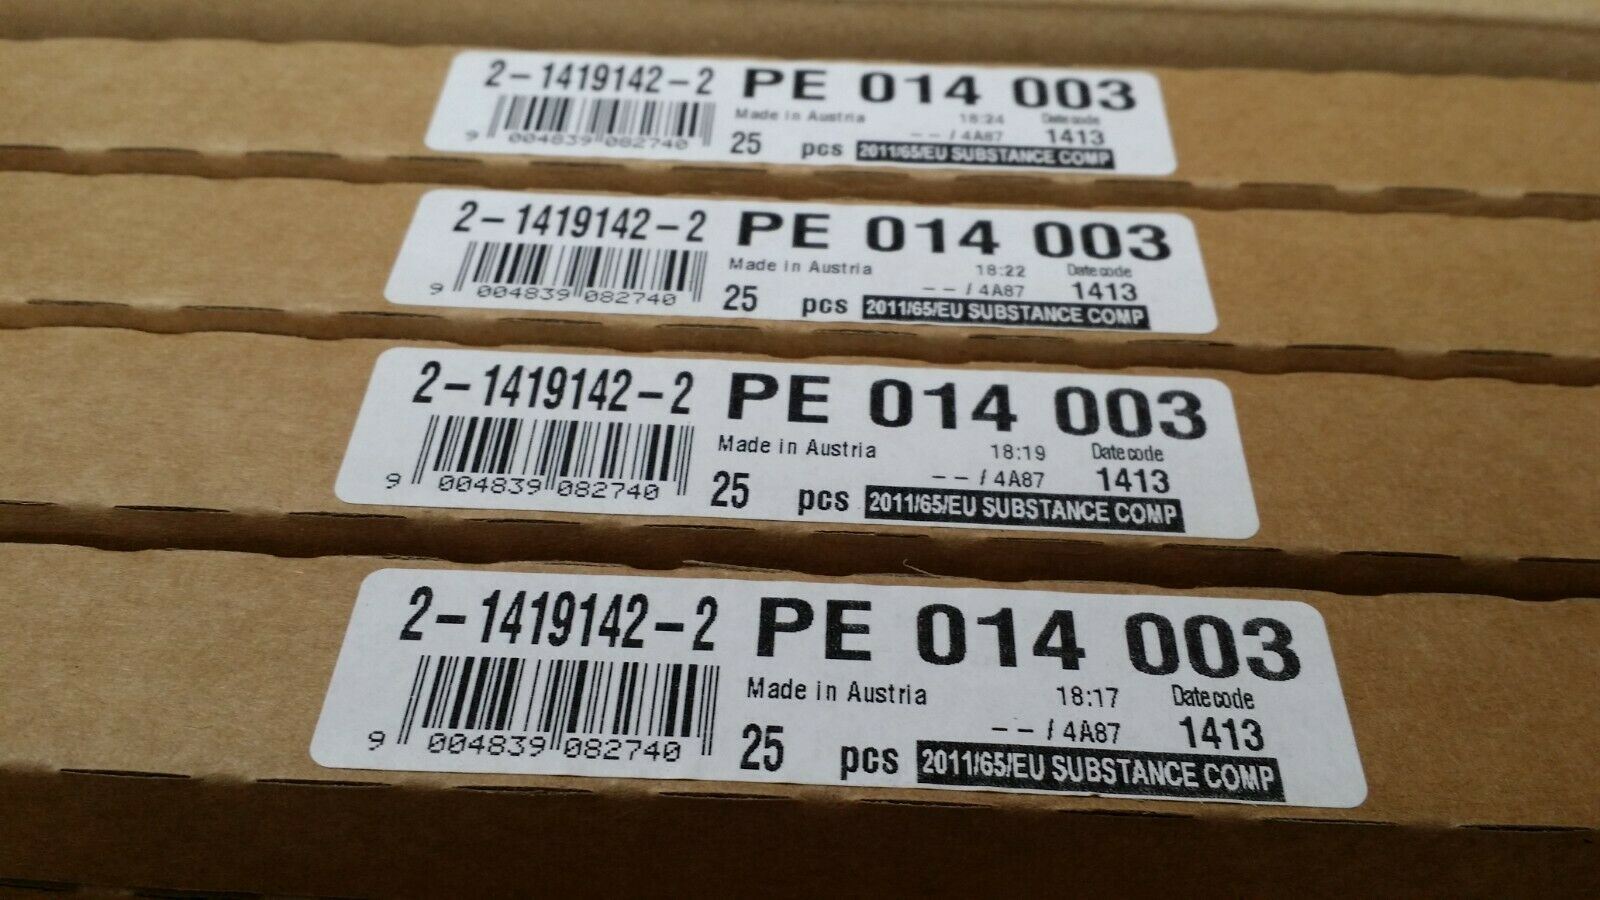 2-1419142-2 PE 014 003
Made in Austria 18:24 Date code
-- / 4A87 1413
25 pcs 2011/65/EU SUBSTANCE COMP
9 004839 082740
2-1419142-2 PE 014 003
Made in Austria 18:22 Date code
-- / 4A87 1413
25 pcs 2011/65/EU SUBSTANCE COMP
9 004839 082740
2-1419142-2 PE 014 003
Made in Austria 18:19 Date code
-- / 4A87 1413
25 pcs 2011/65/EU SUBSTANCE COMP
9 004839 082740
2-1419142-2 PE 014 003
Made in Austria 18:17 Date code
-- / 4A87 1413
25 pcs 2011/65/EU SUBSTANCE COMP
9 004839 082740